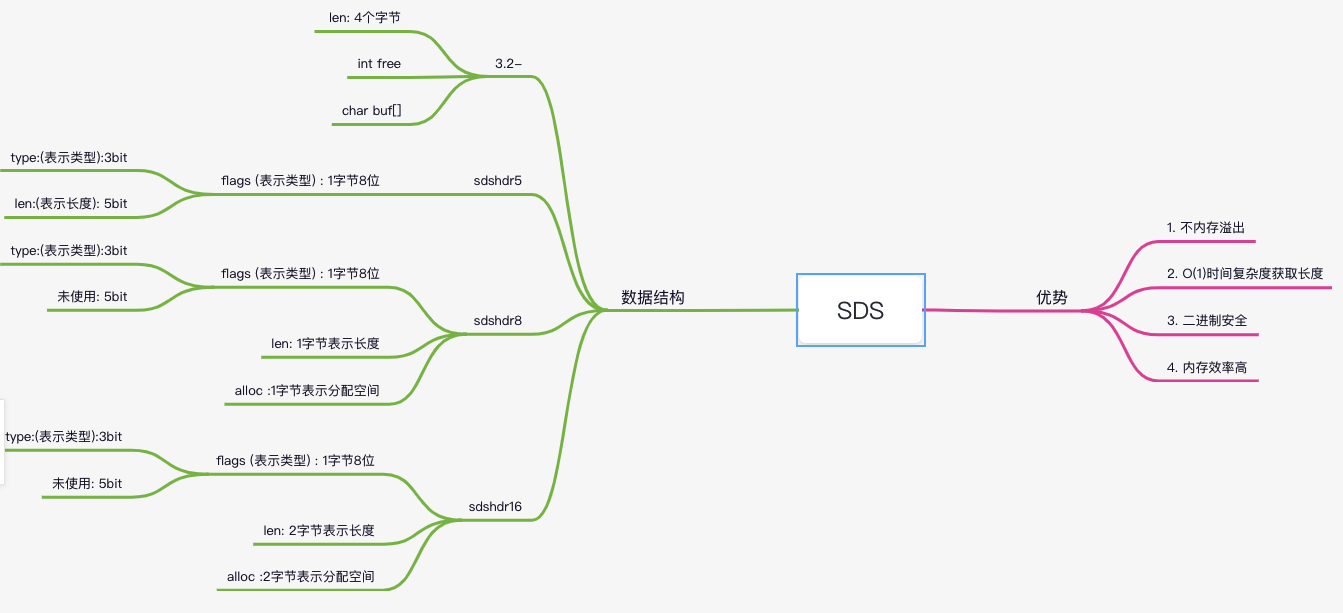 SDS
数据结构
3.2-
len: 4个字节
int free
char buf[]
sdshdr5
flags (表示类型) : 1字节8位
type:(表示类型):3bit
len:(表示长度): 5bit
sdshdr8
flags (表示类型) : 1字节8位
type:(表示类型):3bit
未使用: 5bit
len: 1字节表示长度
alloc :1字节表示分配空间
sdshdr16
flags (表示类型) : 1字节8位
type:(表示类型):3bit
未使用: 5bit
len: 2字节表示长度
alloc :2字节表示分配空间
优势
1. 不内存溢出
2. O(1)时间复杂度获取长度
3. 二进制安全
4. 内存效率高